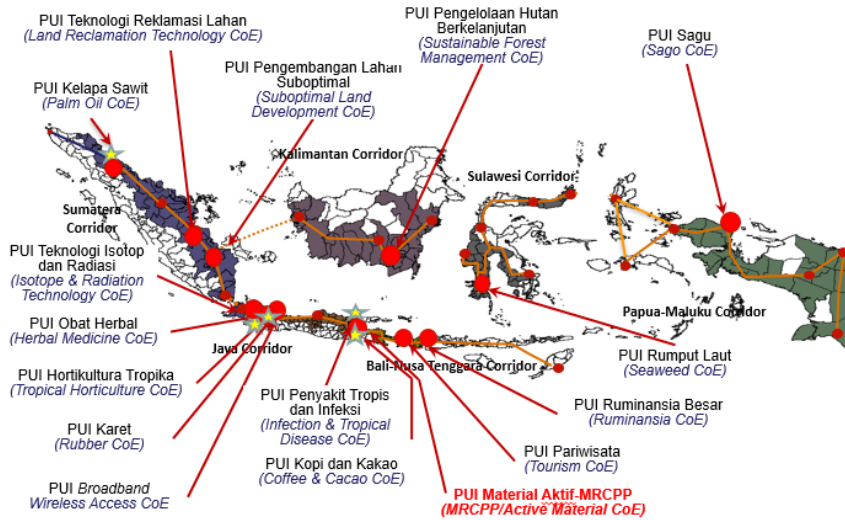 PUI Teknologi Reklamasi Lahan
(Land Reclamation Technology CoE)
PUI Pengelolaan Hutan
Berkelanjutan
(Sustainable Forest
Management CoE)
PUI Sagu
(Sago CoE)
PUI Kelapa Sawit
(Palm Oil CoE)
PUI Pengembangan Lahan
Suboptimal
(Suboptimal Land
Development CoE)
Kalimantan Corridor
Sulawesi Corridor
Sumatera
Corridor
PUI Teknologi Isotop
dan Radiasi
(Isotope & Radiation
Technology CoE)
Papua-Maluku Corridor
PUI Obat Herbal
(Herbal Medicine CoE)
Java Corridor
Bali-Nusa Tenggara Corridor
PUI Rumput Laut
(Seaweed CoE)
PUI Hortikultura Tropika
(Tropical Horticulture CoE)
PUI Penyakit Tropis
dan Infeksi
(Infection & Tropical
Disease CoE)
PUI Ruminansia Besar
(Ruminansia CoE)
PUI Karet
(Rubber CoE)
PUI Kopi dan Kakao
(Coffee & Cacao CoE)
PUI Pariwisata
(Tourism CoE)
PUI Broadband
Wireless Access CoE
PUI Material Aktif-MRCPP
(MRCPP/Active Material CoE)